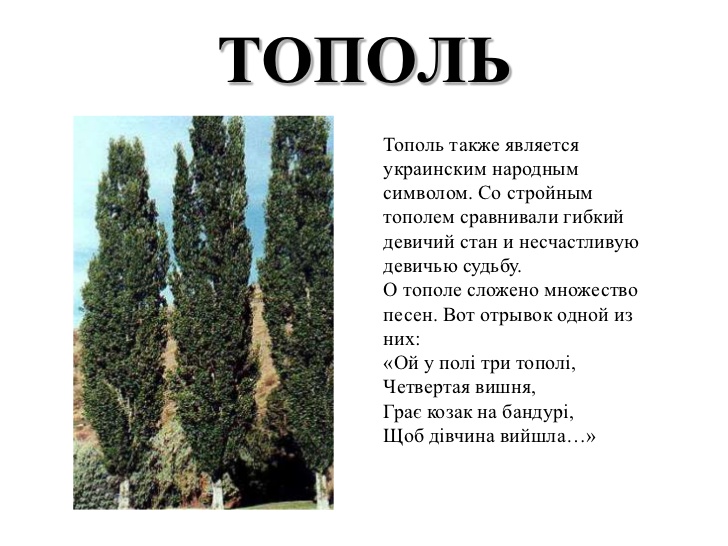 ТОПОЛЬ
Тополь также является
украинским народным
символом. Со стройным
тополем сравнивали гибкий
девичий стан и несчастливую
девичью судьбу.
О тополе сложено множество
песен. Вот отрывок одной из
них:
«Ой у полі три тополі,
Четвертая вишня,
Грає козак на бандурі,
Щоб дівчина вийшла…»